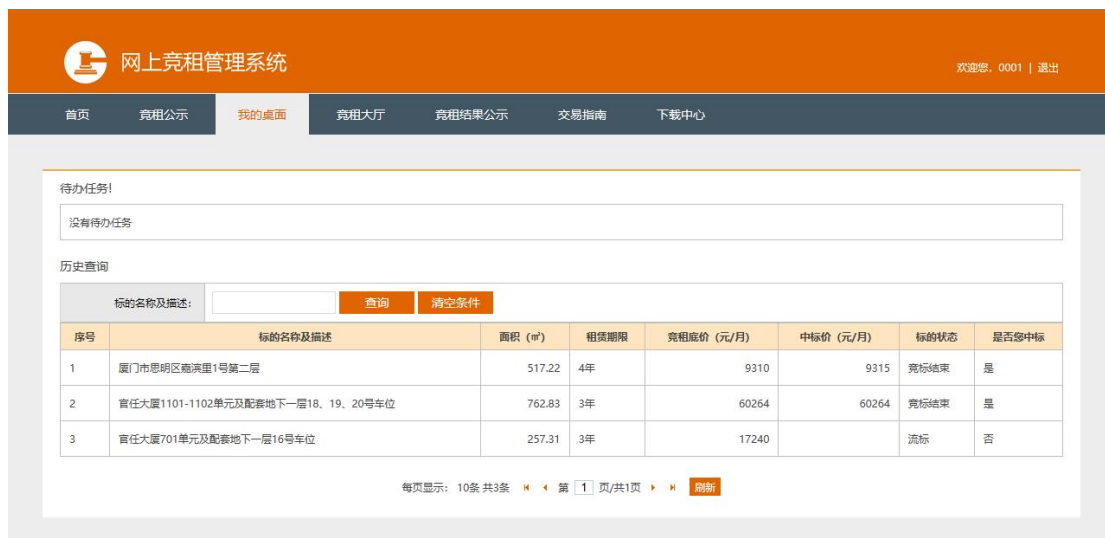 网上竞租管理系统
欢迎您，0001 | 退出
首页 竞租公示 我的桌面 竞租大厅 竞租结果公示 交易指南 下载中心
待办任务!
没有待办任务
历史查询
标的名称及描述: 查询 清空条件
序号 标的名称及描述 面积（㎡） 租赁期限 竞租底价（元/月） 中标价（元/月） 标的状态 是否您中标
1 厦门市思明区嘉滨里1号第二层 517.22 4年 9310 9315 竞标结束 是
2 官任大厦1101-1102单元及配套地下一层18、19、20号车位 762.83 3年 60264 60264 竞标结束 是
3 官任大厦701单元及配套地下一层16号车位 257.31 3年 17240 流标 否
每页显示: 10条 共3条 第 1 页/共1页 刷新